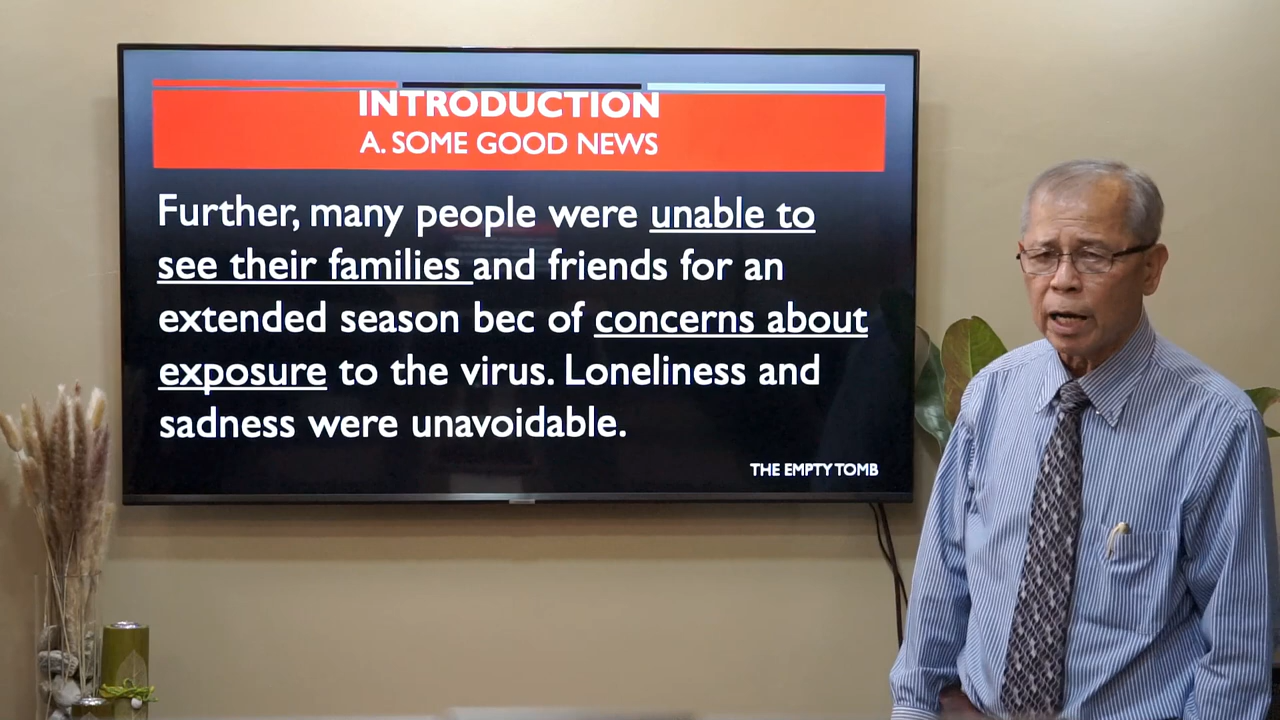 INTRODUCTION
A. SOME GOOD NEWS
Further, many people were unable to
see their families and friends for an
extended season bec of concerns about
exposure to the virus. Loneliness and
sadness were unavoidable.
THE EMPTY TOMB